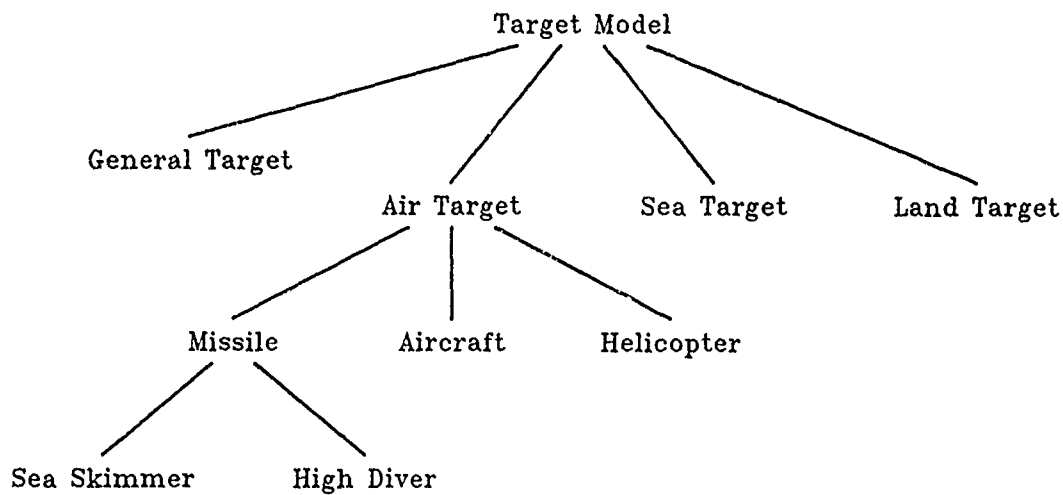 Target Model
General Target
Air Target
Sea Target
Land Target
Missile
Aircraft
Helicopter
Sea Skimmer
High Diver